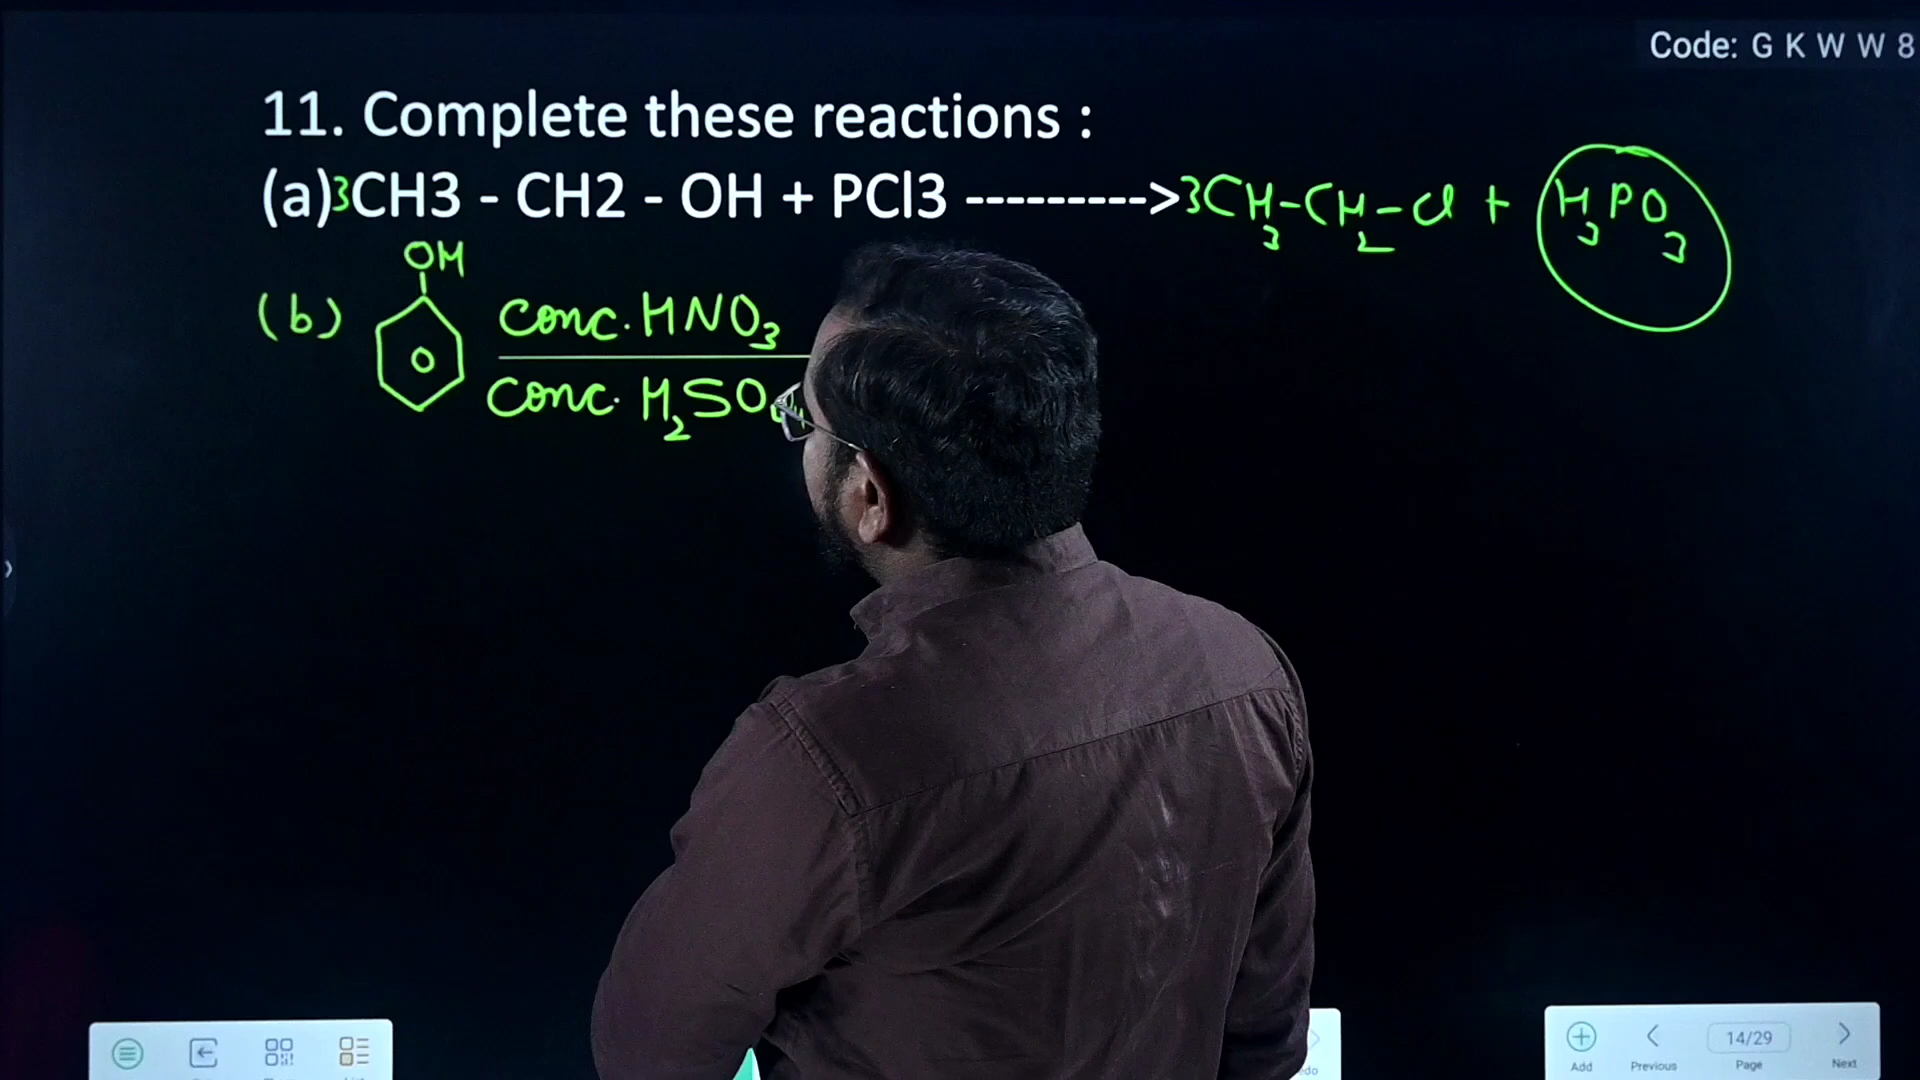 Code: G K W W 8
11. Complete these reactions :
(a)3CH3 - CH2 - OH + PCl3 --------->3CH3-CH2-Cl + H3PO3
OH
(b) conc. HNO3
conc. H2SO4
Add Previous 14/29 Page Next